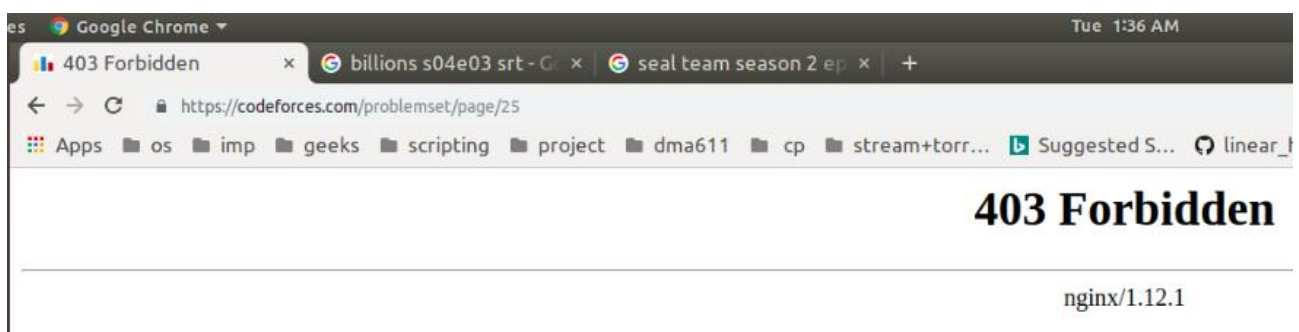 es Google Chrome Tue 1:36 AM
403 Forbidden × billions s04e03 srt - G × seal team season 2 ep × +
https://codeforces.com/problemset/page/25
Apps os imp geeks scripting project dma611 cp stream+torr... Suggested S... linear_h
403 Forbidden
nginx/1.12.1